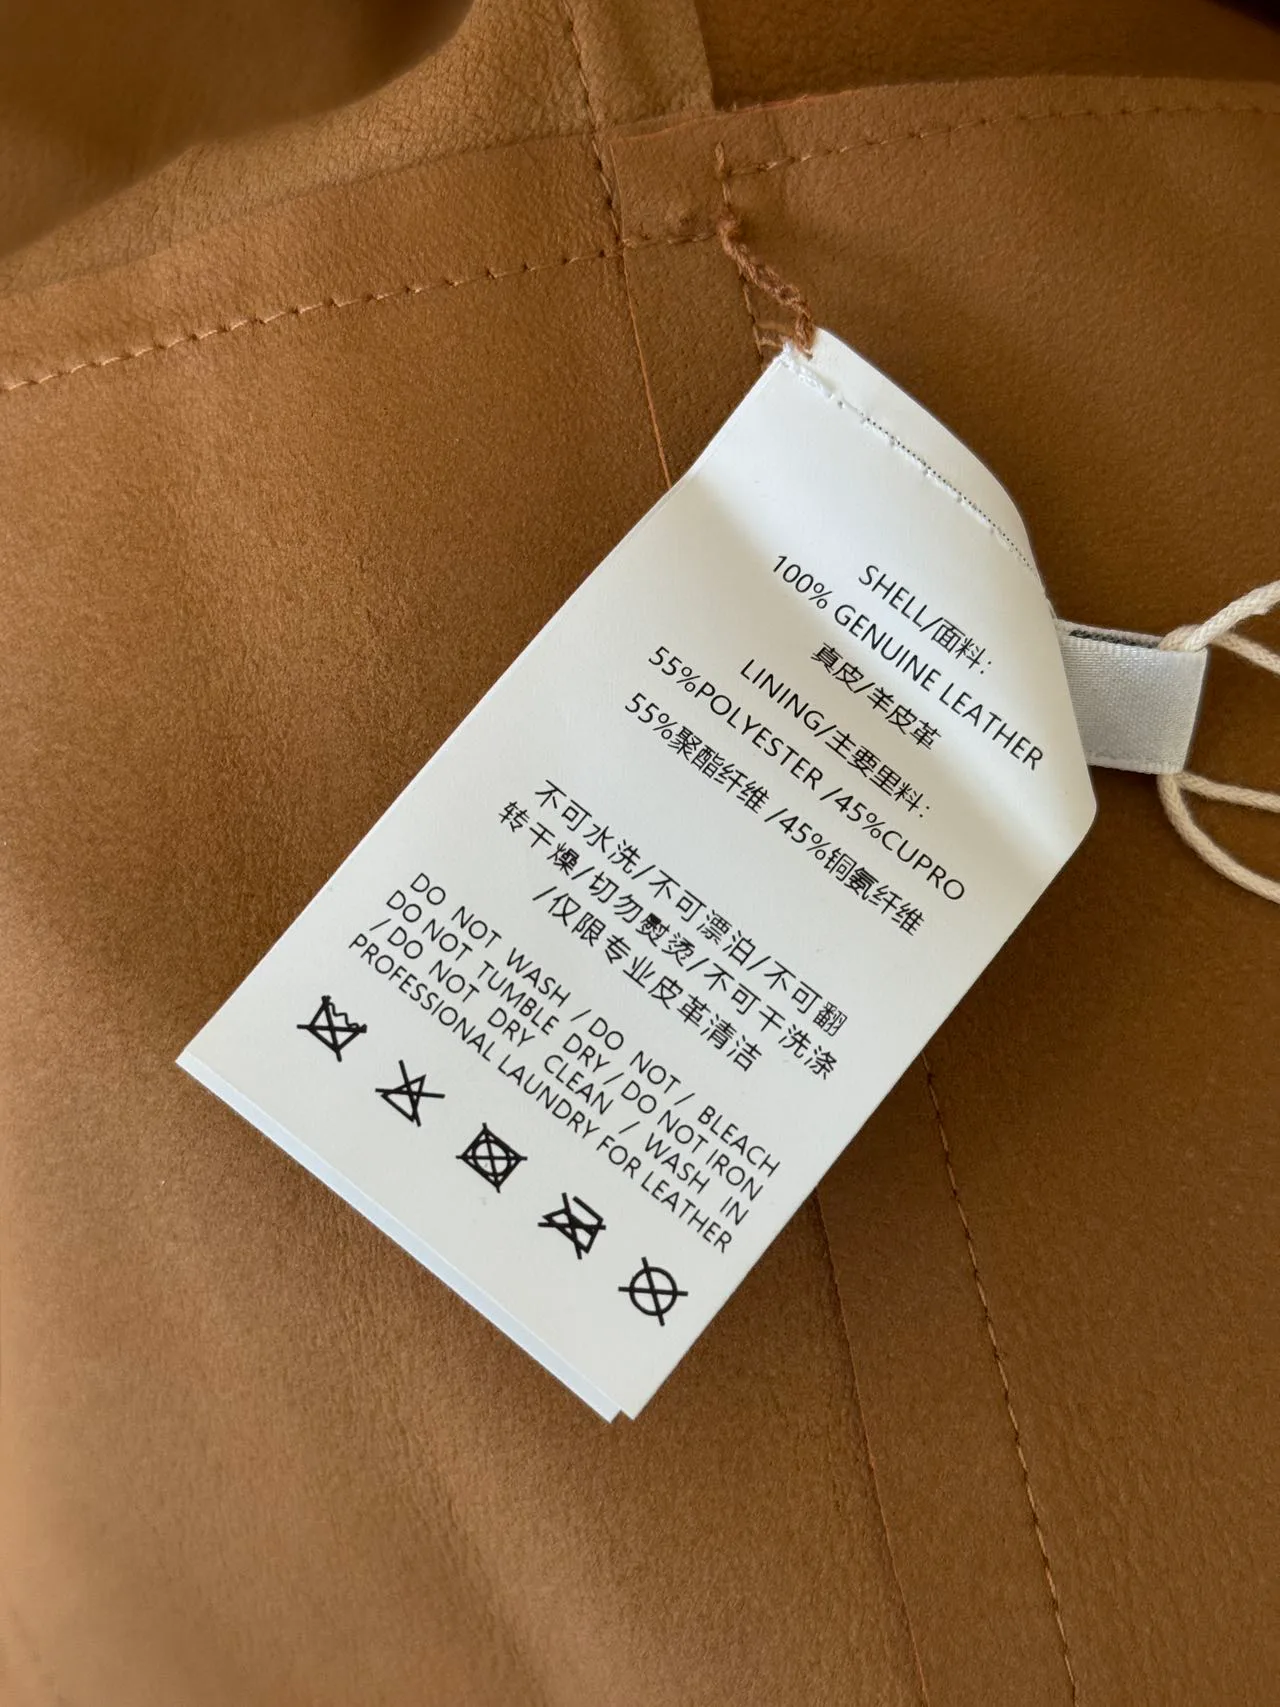 SHELL/面料:
100% GENUINE LEATHER
真皮/羊皮革
LINING/主要里料:
55%POLYESTER /45%CUPRO
55%聚酯纤维 /45%铜氨纤维
不可水洗/不可漂泊/不可翻
转干燥/切勿熨烫/不可干洗涤
/仅限专业皮革清洁
DO NOT WASH / DO NOT / BLEACH
DO NOT TUMBLE DRY / DO NOT IRON
/ DO NOT DRY CLEAN / WASH IN
PROFESSIONAL LAUNDRY FOR LEATHER